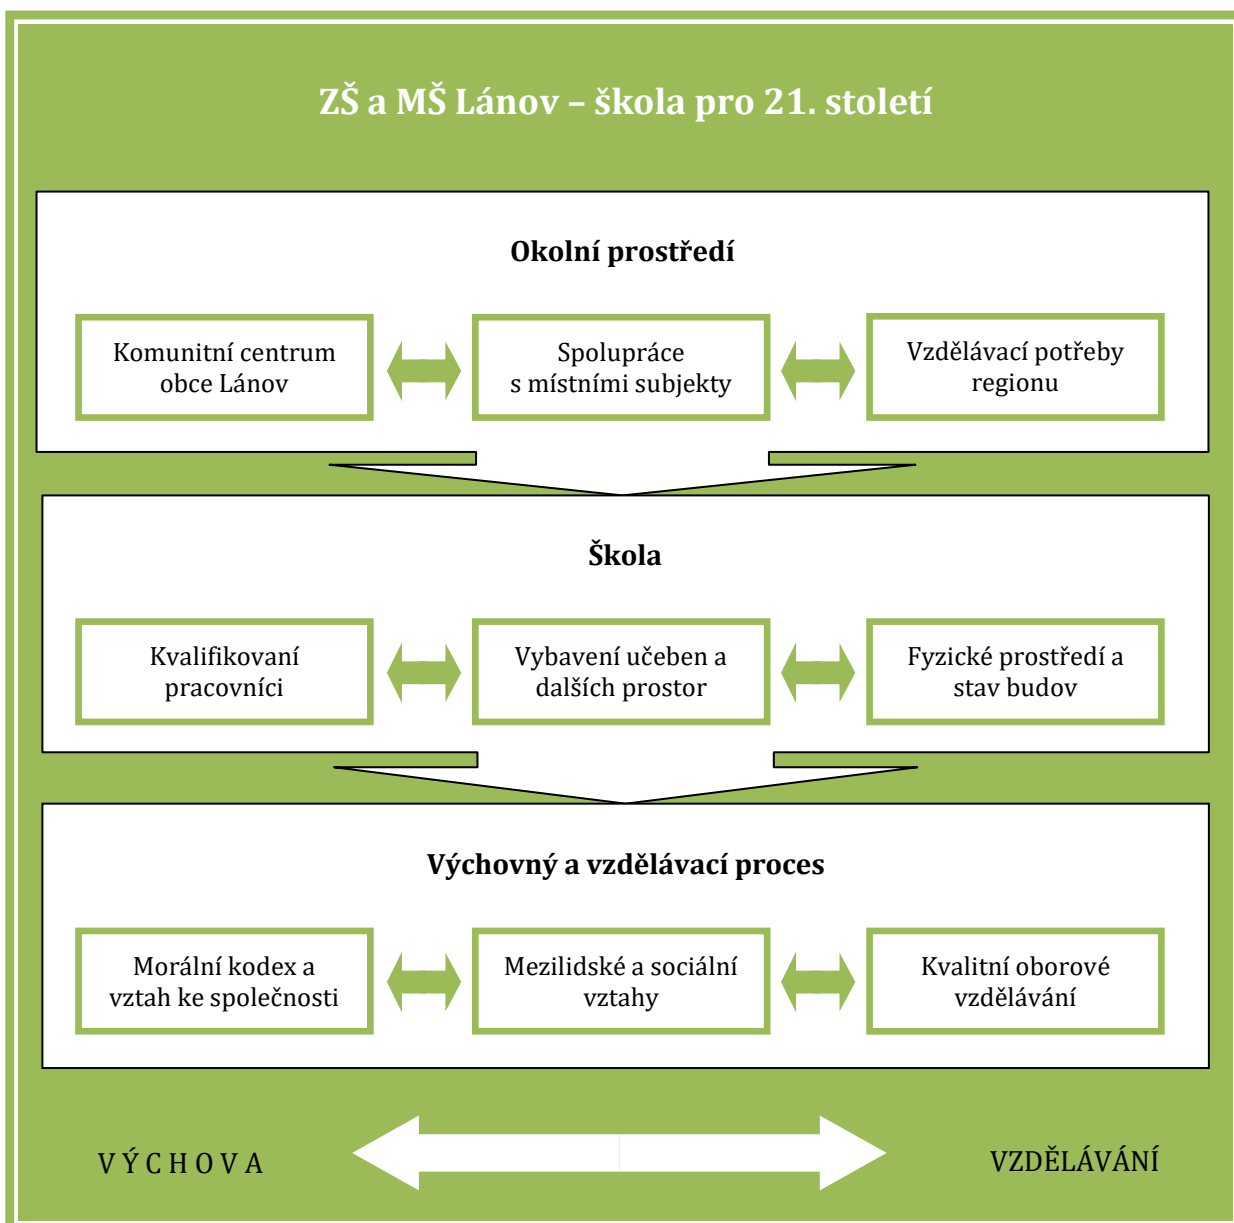 ZŠ a MŠ Lánov – škola pro 21. století
Okolní prostředí
Komunitní centrum
obce Lánov
Spolupráce
s místními subjekty
Vzdělávací potřeby
regionu
Škola
Kvalifikovaní
pracovníci
Vybavení učeben a
dalších prostor
Fyzické prostředí a
stav budov
Výchovný a vzdělávací proces
Morální kodex a
vztah ke společnosti
Mezilidské a sociální
vztahy
Kvalitní oborové
vzdělávání
V Ý C H O V A
VZDĚLÁVÁNÍ